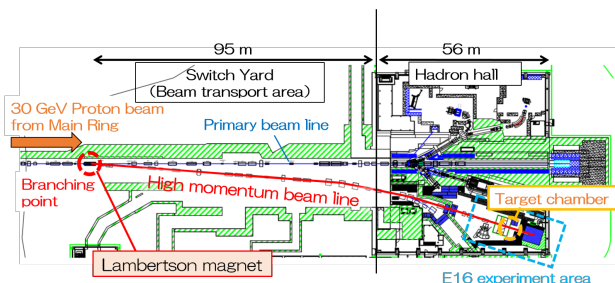 95 m
56 m
Switch Yard
(Beam transport area)
Hadron hall
30 GeV Proton beam
from Main Ring
Primary beam line
Branching
point
High momentum beam line
Target chamber
Lambertson magnet
E16 experiment area